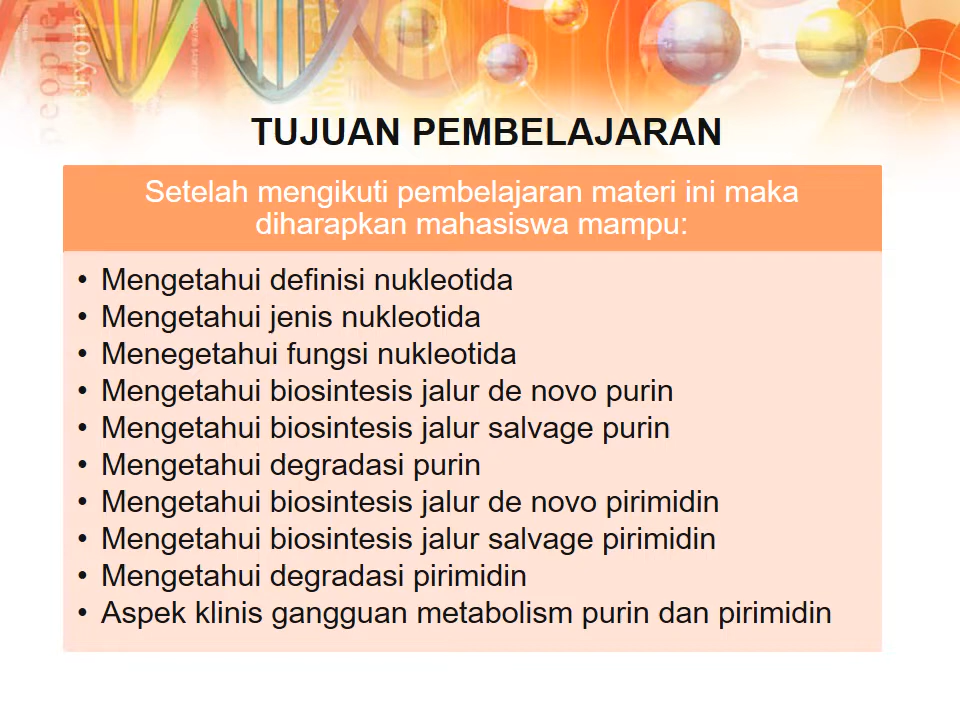 people
eryone
TUJUAN PEMBELAJARAN
Setelah mengikuti pembelajaran materi ini maka
diharapkan mahasiswa mampu:
• Mengetahui definisi nukleotida
• Mengetahui jenis nukleotida
• Menegetahui fungsi nukleotida
• Mengetahui biosintesis jalur de novo purin
• Mengetahui biosintesis jalur salvage purin
• Mengetahui degradasi purin
• Mengetahui biosintesis jalur de novo pirimidin
• Mengetahui biosintesis jalur salvage pirimidin
• Mengetahui degradasi pirimidin
• Aspek klinis gangguan metabolism purin dan pirimidin